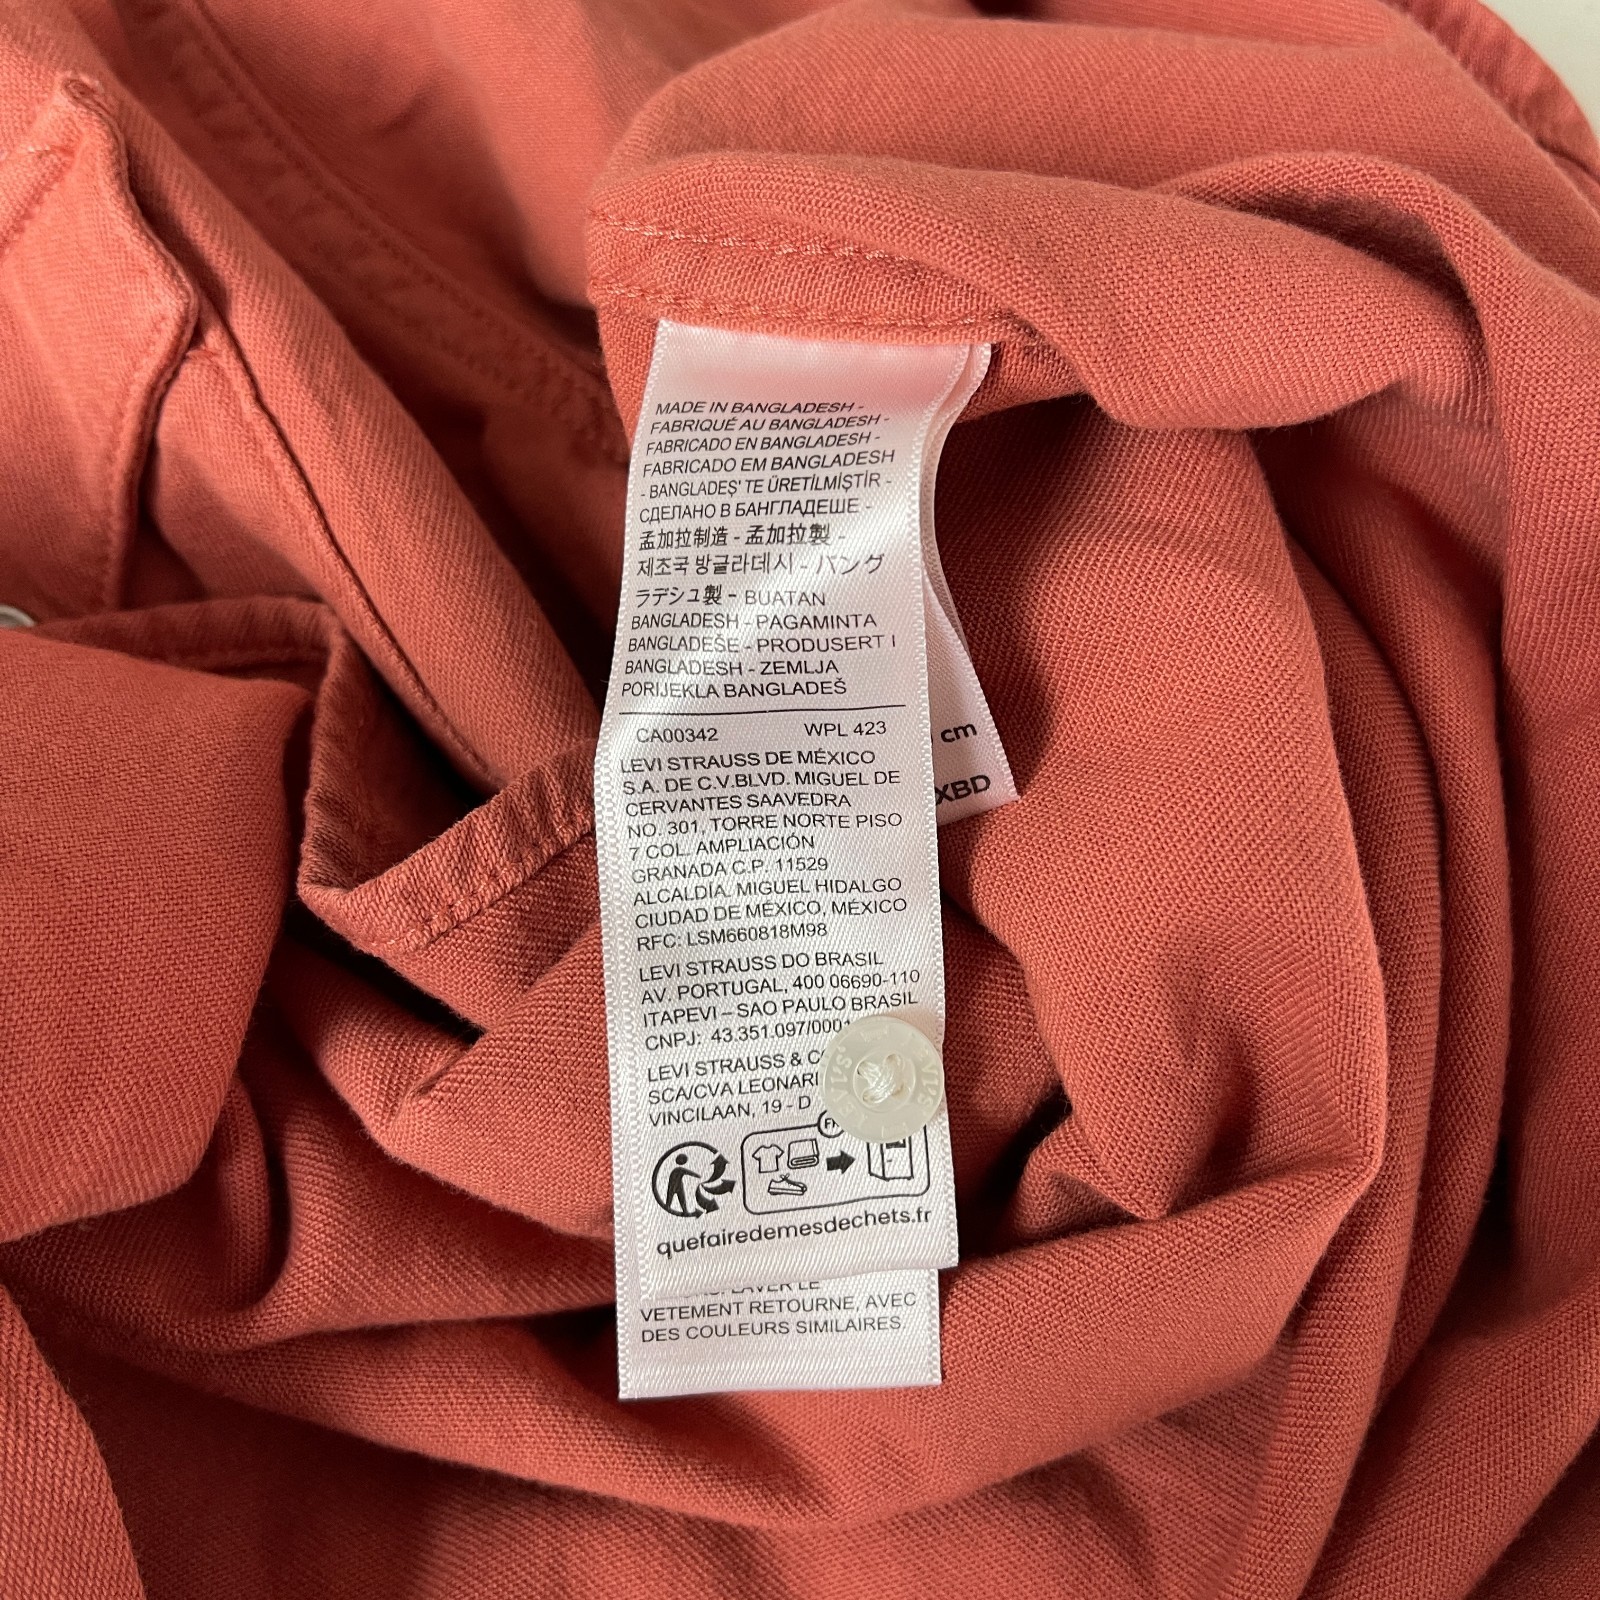 MADE IN BANGLADESH -
FABRIQUÉ AU BANGLADESH -
FABRICADO EN BANGLADESH -
FABRICADO EM BANGLADESH
- BANGLADEŞ' TE ÜRETİLMİŞTİR -
СДЕЛАНО В БАНГЛАДЕШЕ -
孟加拉制造 - 孟加拉製 -
제조국 방글라데시 - バング
ラデシュ製 - BUATAN
BANGLADESH - PAGAMINTA
BANGLADEŠE - PRODUSERT I
BANGLADESH - ZEMLJA
PORIJEKLA BANGLADEŠ
CA00342 WPL 423
LEVI STRAUSS DE MÉXICO
S.A. DE C.V.BLVD. MIGUEL DE
CERVANTES SAAVEDRA
NO. 301, TORRE NORTE PISO
7 COL. AMPLIACIÓN
GRANADA C.P. 11529
ALCALDÍA. MIGUEL HIDALGO
CIUDAD DE MÉXICO, MÉXICO
RFC: LSM660818M98
LEVI STRAUSS DO BRASIL
AV. PORTUGAL, 400 06690-110
ITAPEVI – SAO PAULO BRASIL
CNPJ: 43.351.097/0001
LEVI STRAUSS & C
SCA/CVA LEONAR
VINCILAAN, 19 - D
quefairedemesdechets.fr
LAVER LE
VETEMENT RETOURNE, AVEC
DES COULEURS SIMILAIRES.
cm
XBD